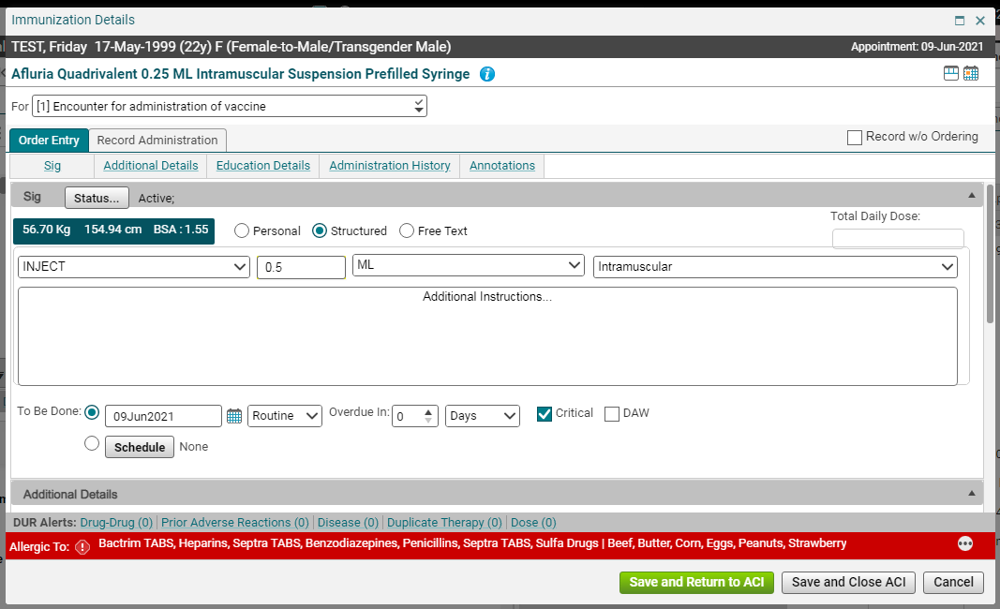 Immunization Details
TEST, Friday 17-May-1999 (22y) F (Female-to-Male/Transgender Male) Appointment: 09-Jun-2021
Afluria Quadrivalent 0.25 ML Intramuscular Suspension Prefilled Syringe i
For [1] Encounter for administration of vaccine
Order Entry Record Administration Record w/o Ordering
Sig Additional Details Education Details Administration History Annotations
Sig Status... Active;
Total Daily Dose:
56.70 Kg 154.94 cm BSA : 1.55 Personal Structured Free Text
INJECT 0.5 ML Intramuscular
Additional Instructions...
To Be Done: 09Jun2021 Routine Overdue In: 0 Days Critical DAW
Schedule None
Additional Details
DUR Alerts: Drug-Drug (0) | Prior Adverse Reactions (0) | Disease (0) | Duplicate Therapy (0) | Dose (0)
Allergic To: ! Bactrim TABS, Heparins, Septra TABS, Benzodiazepines, Penicillins, Septra TABS, Sulfa Drugs | Beef, Butter, Corn, Eggs, Peanuts, Strawberry
Save and Return to ACI Save and Close ACI Cancel